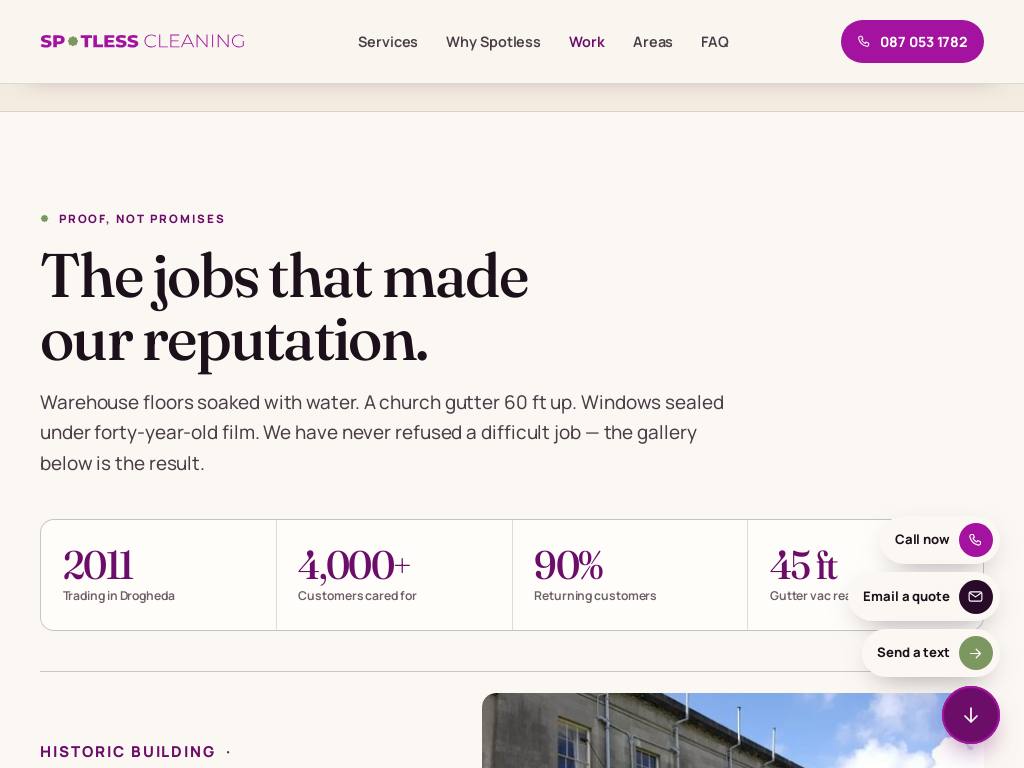 SPOTLESS CLEANING
Services Why Spotless Work Areas FAQ
087 053 1782
PROOF, NOT PROMISES
The jobs that made
our reputation.
Warehouse floors soaked with water. A church gutter 60 ft up. Windows sealed
under forty-year-old film. We have never refused a difficult job — the gallery
below is the result.
2011
Trading in Drogheda
4,000+
Customers cared for
90%
Returning customers
45 ft
Gutter vac
Call now
Email a quote
Send a text
HISTORIC BUILDING ·